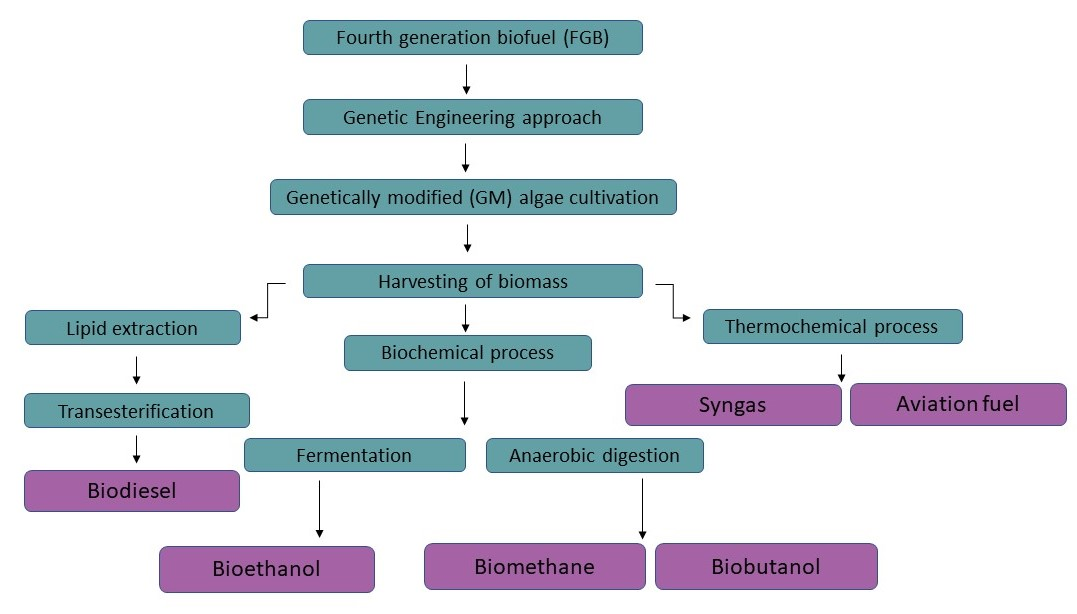 Fourth generation biofuel (FGB)
Genetic Engineering approach
Genetically modified (GM) algae cultivation
Harvesting of biomass
Lipid extraction
Biochemical process
Thermochemical process
Transesterification
Syngas
Aviation fuel
Fermentation
Anaerobic digestion
Biodiesel
Bioethanol
Biomethane
Biobutanol